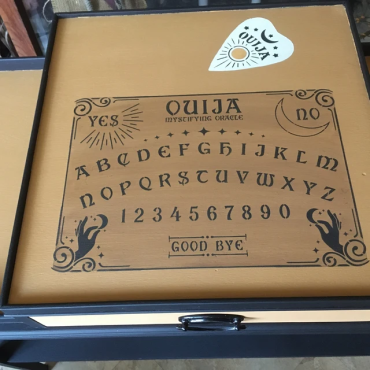 OUIJA
OUIJA
MYSTIFYING ORACLE
YES
NO
ABCDEFGHIJKLM
NOPQRSTUVWXYZ
1234567890
GOOD BYE